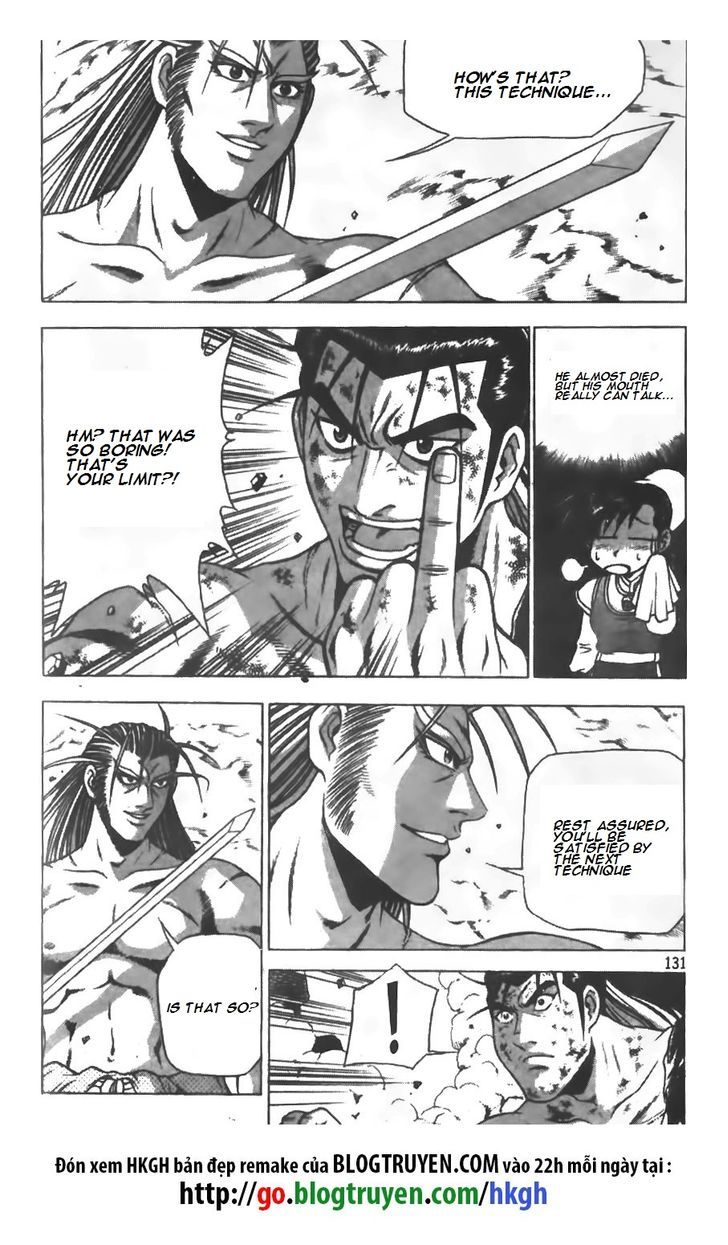 HOW'S THAT?
THIS TECHNIQUE...
HM? THAT WAS
SO BORING!
THAT'S
YOUR LIMIT?!
HE ALMOST DIED,
BUT HIS MOUTH
REALLY CAN TALK...
IS THAT SO?
REST ASSURED,
YOU'LL BE
SATISFIED BY
THE NEXT
TECHNIQUE
131
!
Đón xem HKGH bản đẹp remake của BLOGTRUYEN.COM vào 22h mỗi ngày tại :
http://go.blogtruyen.com/hkgh